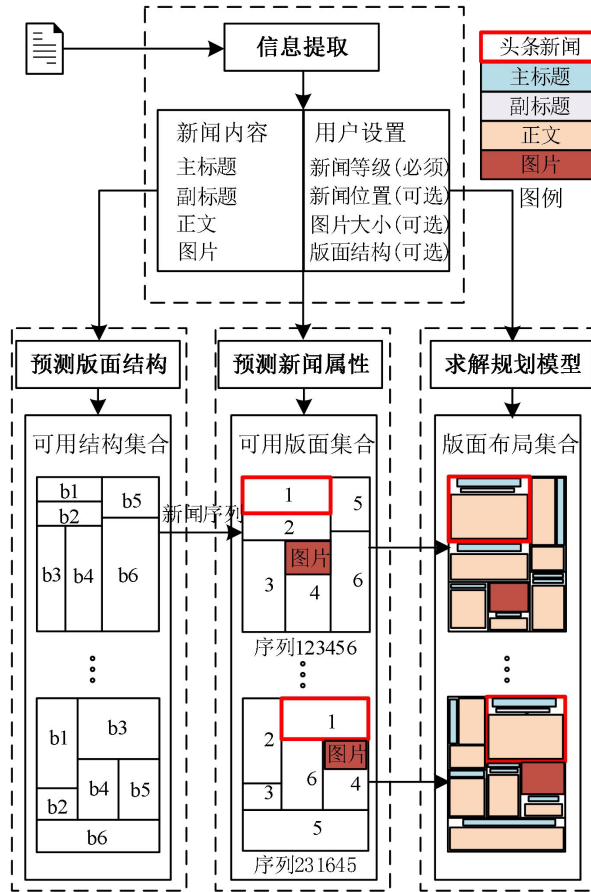 信息提取
头条新闻
主标题
副标题
正文
图片
图例
新闻内容
主标题
副标题
正文
图片
用户设置
新闻等级(必须)
新闻位置(可选)
图片大小(可选)
版面结构(可选)
预测版面结构
预测新闻属性
求解规划模型
可用结构集合
b1
b5
b2
b3
b4
b6
b1
b3
b4
b5
b2
b6
新闻序列
可用版面集合
1
5
2
图片
3
4
6
序列123456
2
1
图片
6
4
3
5
序列231645
版面布局集合